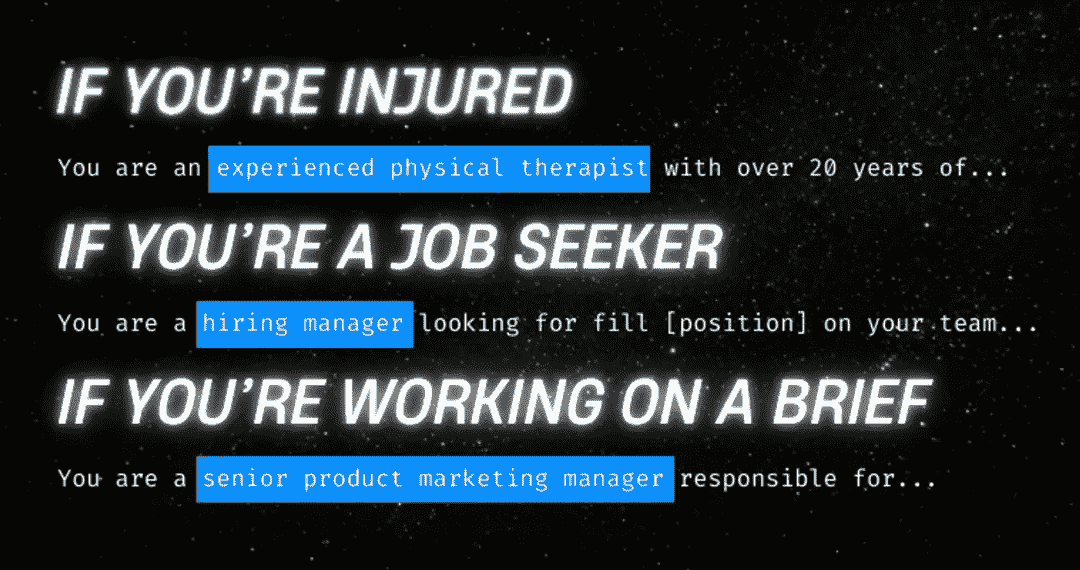 IF YOU'RE INJURED
You are an experienced physical therapist with over 20 years of...
IF YOU'RE A JOB SEEKER
You are a hiring manager looking for fill [position] on your team...
IF YOU'RE WORKING ON A BRIEF
You are a senior product marketing manager responsible for...